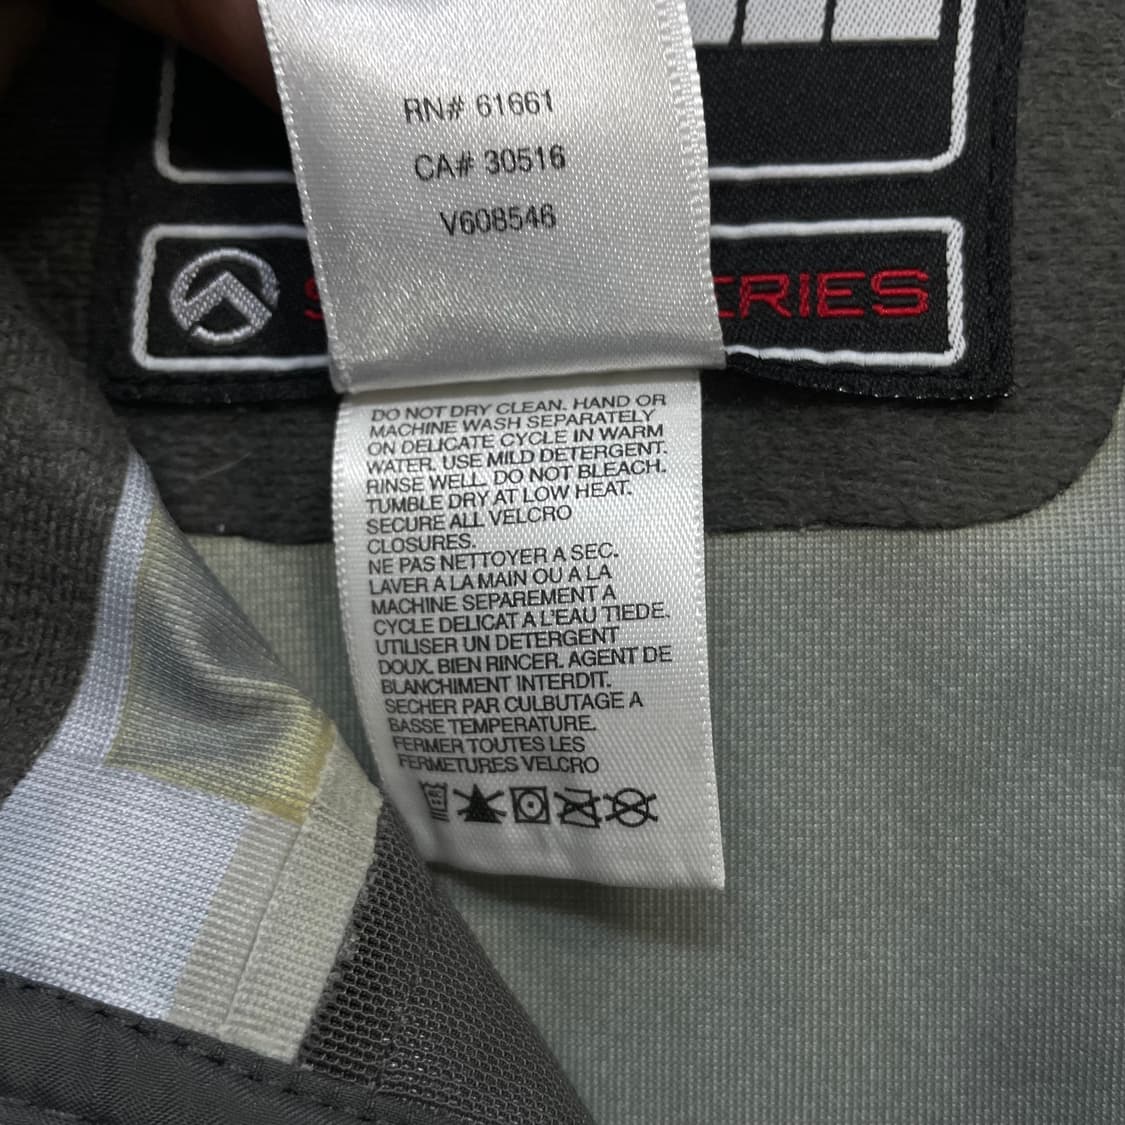 RN# 61661
CA# 30516
V608546
S ERIES
DO NOT DRY CLEAN. HAND OR
MACHINE WASH SEPARATELY
ON DELICATE CYCLE IN WARM
WATER. USE MILD DETERGENT.
RINSE WELL. DO NOT BLEACH.
TUMBLE DRY AT LOW HEAT.
SECURE ALL VELCRO
CLOSURES.
NE PAS NETTOYER A SEC.
LAVER A LA MAIN OU A LA
MACHINE SEPAREMENT A
CYCLE DELICAT A L'EAU TIEDE.
UTILISER UN DETERGENT
DOUX. BIEN RINCER. AGENT DE
BLANCHIMENT INTERDIT.
SECHER PAR CULBUTAGE A
BASSE TEMPERATURE.
FERMER TOUTES LES
FERMETURES VELCRO